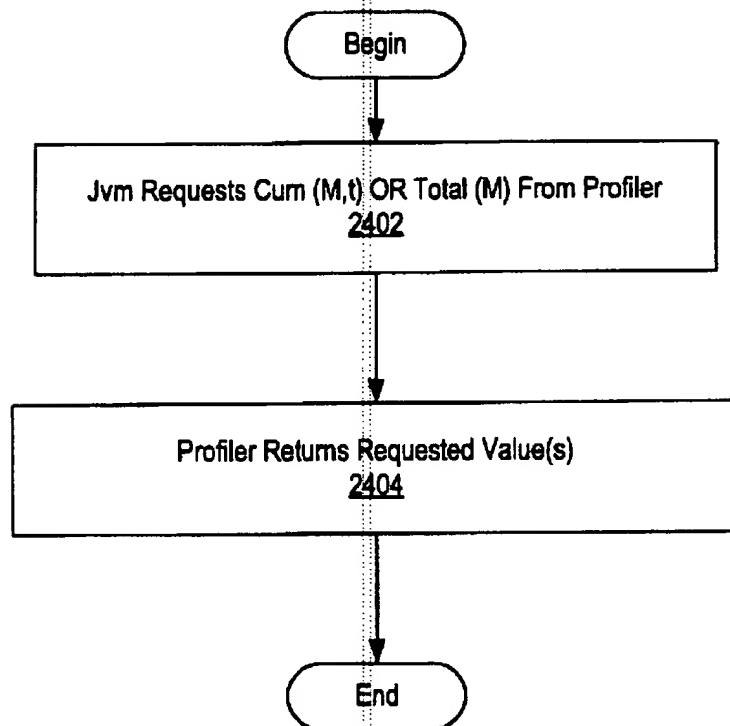 Begin
Jvm Requests Cum (M,t) OR Total (M) From Profiler
2402
Profiler Returns Requested Value(s)
2404
End